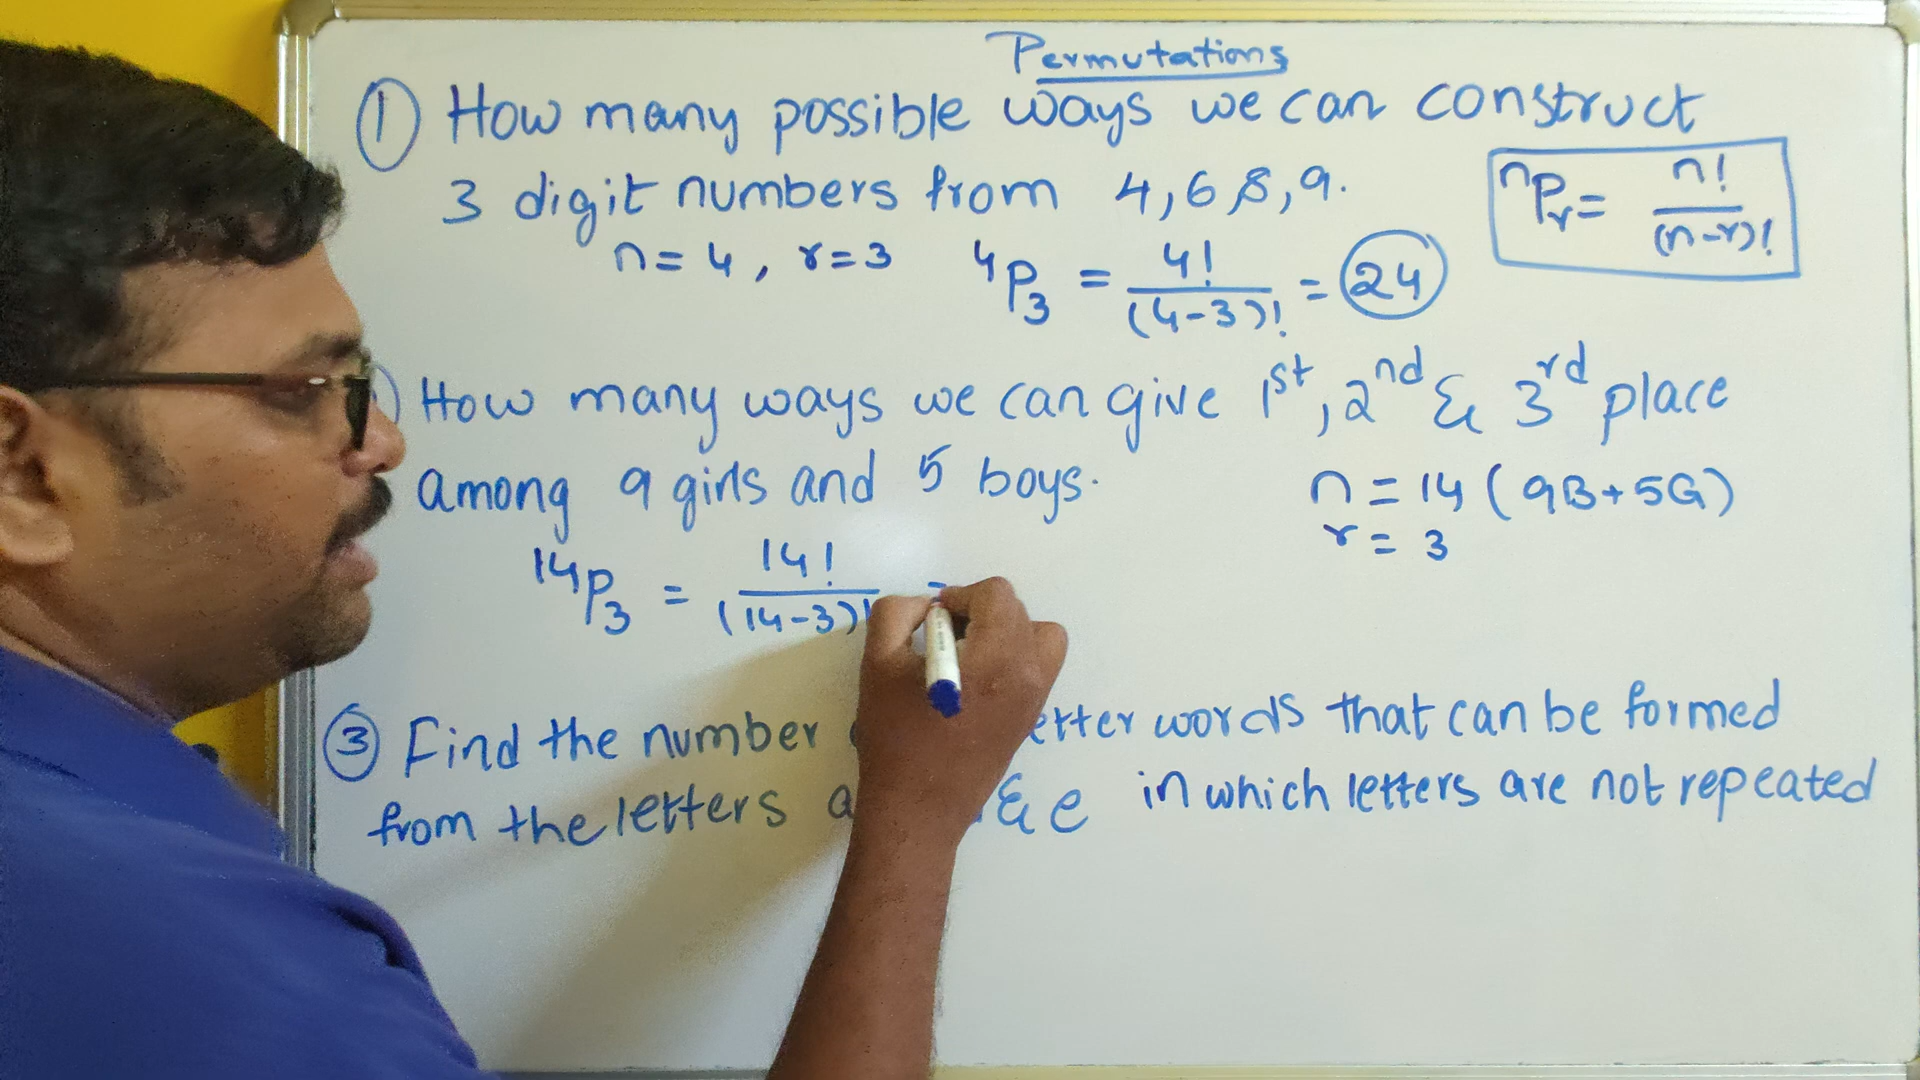 Permutations
① How many possible ways we can construct
3 digit numbers from 4,6,8,9.
nPr = n! / (n-r)!
n = 4, r = 3 4P3 = 4! / (4-3)! = 24
How many ways we can give 1st, 2nd & 3rd place
among 9 girls and 5 boys.
n = 14 (9B+5G)
r = 3
14P3 = 14! / (14-3)! =
③ Find the number etter words that can be formed
from the letters a & e in which letters are not repeated